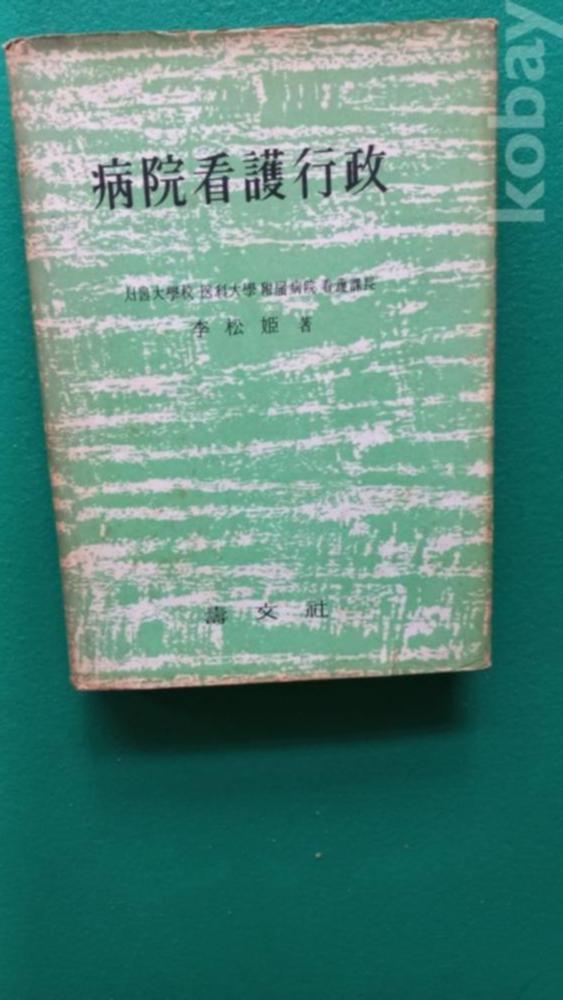 病院看護行政
大學校 医科大學 附屬病院 看護課長
李松姬 著
壽文社
kobay